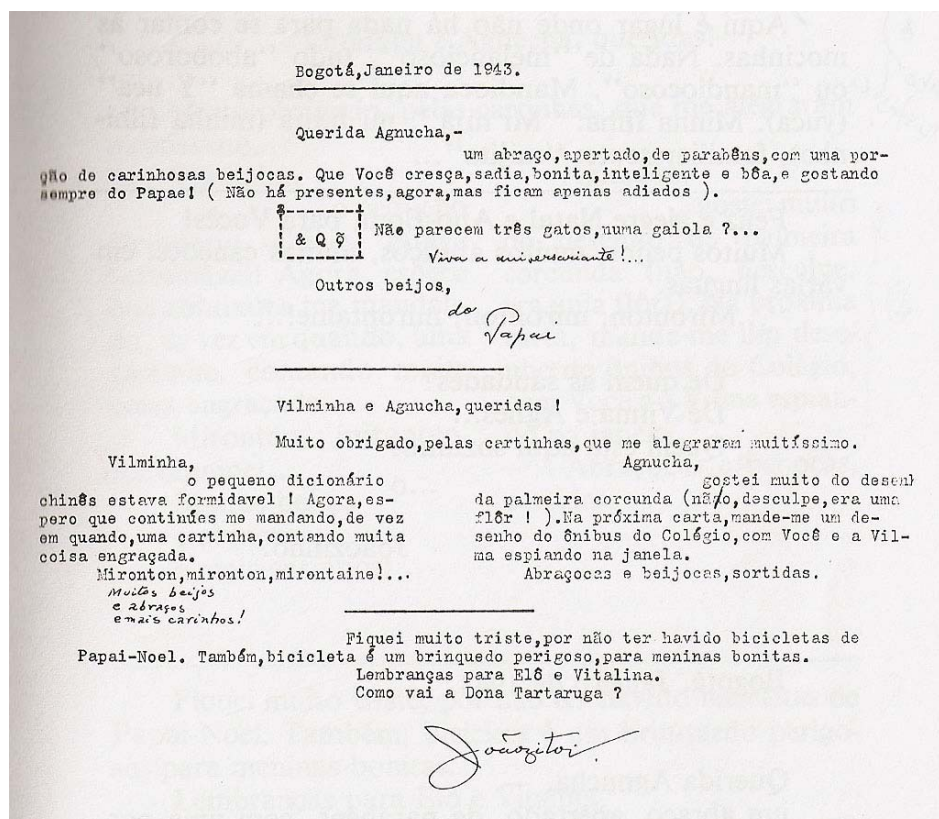 Bogotá,Janeiro de 1943.
Querida Agnucha,-
um abraço,apertado,de parabêns,com uma por-
ção de carinhosas beijocas. Que Você cresça,sadia,bonita,inteligente e bôa,e gostando
sempre do Papae! ( Não há presentes,agora,mas ficam apenas adiados ).
& Q õ̧
Não parecem três gatos,numa gaiola ?...
Viva a aniversariante !...
Outros beijos,
do
Papai
Vilminha e Agnucha,queridas !
Muito obrigado,pelas cartinhas,que me alegraram muitíssimo.
Vilminha,
o pequeno dicionário
chinês estava formidavel ! Agora,es-
pero que continúes me mandando,de vez
em quando,uma cartinha,contando muita
coisa engraçada.
Mironton,mironton,mirontaine!...
Muitos beijos
e abraços
e mais carinhos!
Agnucha,
gostei muito do desenh
da palmeira corcunda (não,desculpe,era uma
flôr ! ).Na próxima carta,mande-me um de-
senho do ônibus do Colégio,com Você e a Vil-
ma espiando na janela.
Abraçocas e beijocas,sortidas.
Fiquei muito triste,por não ter havido bicicletas de
Papai-Noel. Também,bicicleta é um brinquedo perigoso,para meninas bonitas.
Lembranças para Elô e Vitalina.
Como vai a Dona Tartaruga ?
Joãozitoi